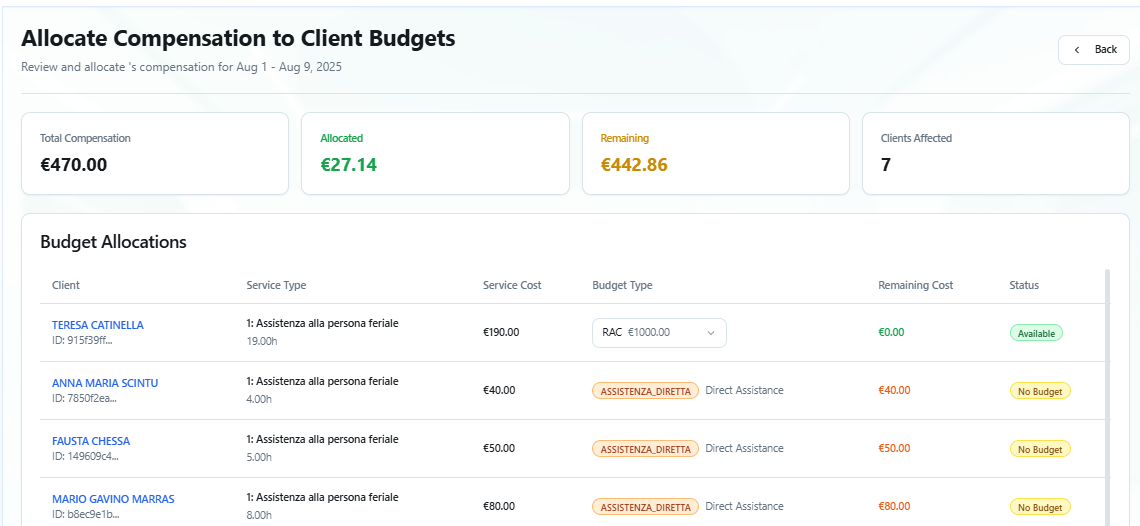 Allocate Compensation to Client Budgets
Review and allocate 's compensation for Aug 1 - Aug 9, 2025
Back
Total Compensation
€470.00
Allocated
€27.14
Remaining
€442.86
Clients Affected
7
Budget Allocations
Client Service Type Service Cost Budget Type Remaining Cost Status
TERESA CATINELLA
ID: 915f39ff...
1: Assistenza alla persona feriale
19.00h
€190.00
RAC €1000.00
€0.00
Available
ANNA MARIA SCINTU
ID: 7850f2ea...
1: Assistenza alla persona feriale
4.00h
€40.00
ASSISTENZA_DIRETTA Direct Assistance
€40.00
No Budget
FAUSTA CHESSA
ID: 149609c4...
1: Assistenza alla persona feriale
5.00h
€50.00
ASSISTENZA_DIRETTA Direct Assistance
€50.00
No Budget
MARIO GAVINO MARRAS
ID: b8ec9e1b...
1: Assistenza alla persona feriale
8.00h
€80.00
ASSISTENZA_DIRETTA Direct Assistance
€80.00
No Budget